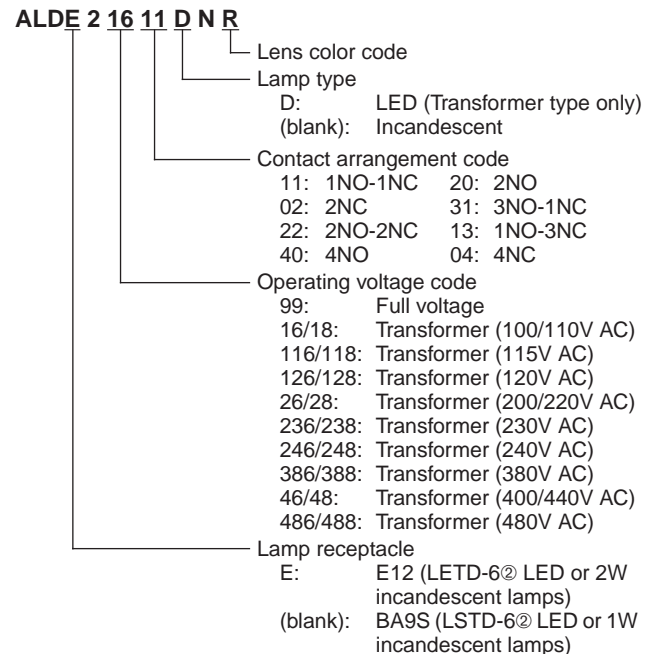 ALDE 2 16 11 D N R
Lens color code
Lamp type
D: LED (Transformer type only)
(blank): Incandescent
Contact arrangement code
11: 1NO-1NC 20: 2NO
02: 2NC 31: 3NO-1NC
22: 2NO-2NC 13: 1NO-3NC
40: 4NO 04: 4NC
Operating voltage code
99: Full voltage
16/18: Transformer (100/110V AC)
116/118: Transformer (115V AC)
126/128: Transformer (120V AC)
26/28: Transformer (200/220V AC)
236/238: Transformer (230V AC)
246/248: Transformer (240V AC)
386/388: Transformer (380V AC)
46/48: Transformer (400/440V AC)
486/488: Transformer (480V AC)
Lamp receptacle
E: E12 (LETD-6② LED or 2W
incandescent lamps)
(blank): BA9S (LSTD-6② LED or 1W
incandescent lamps)